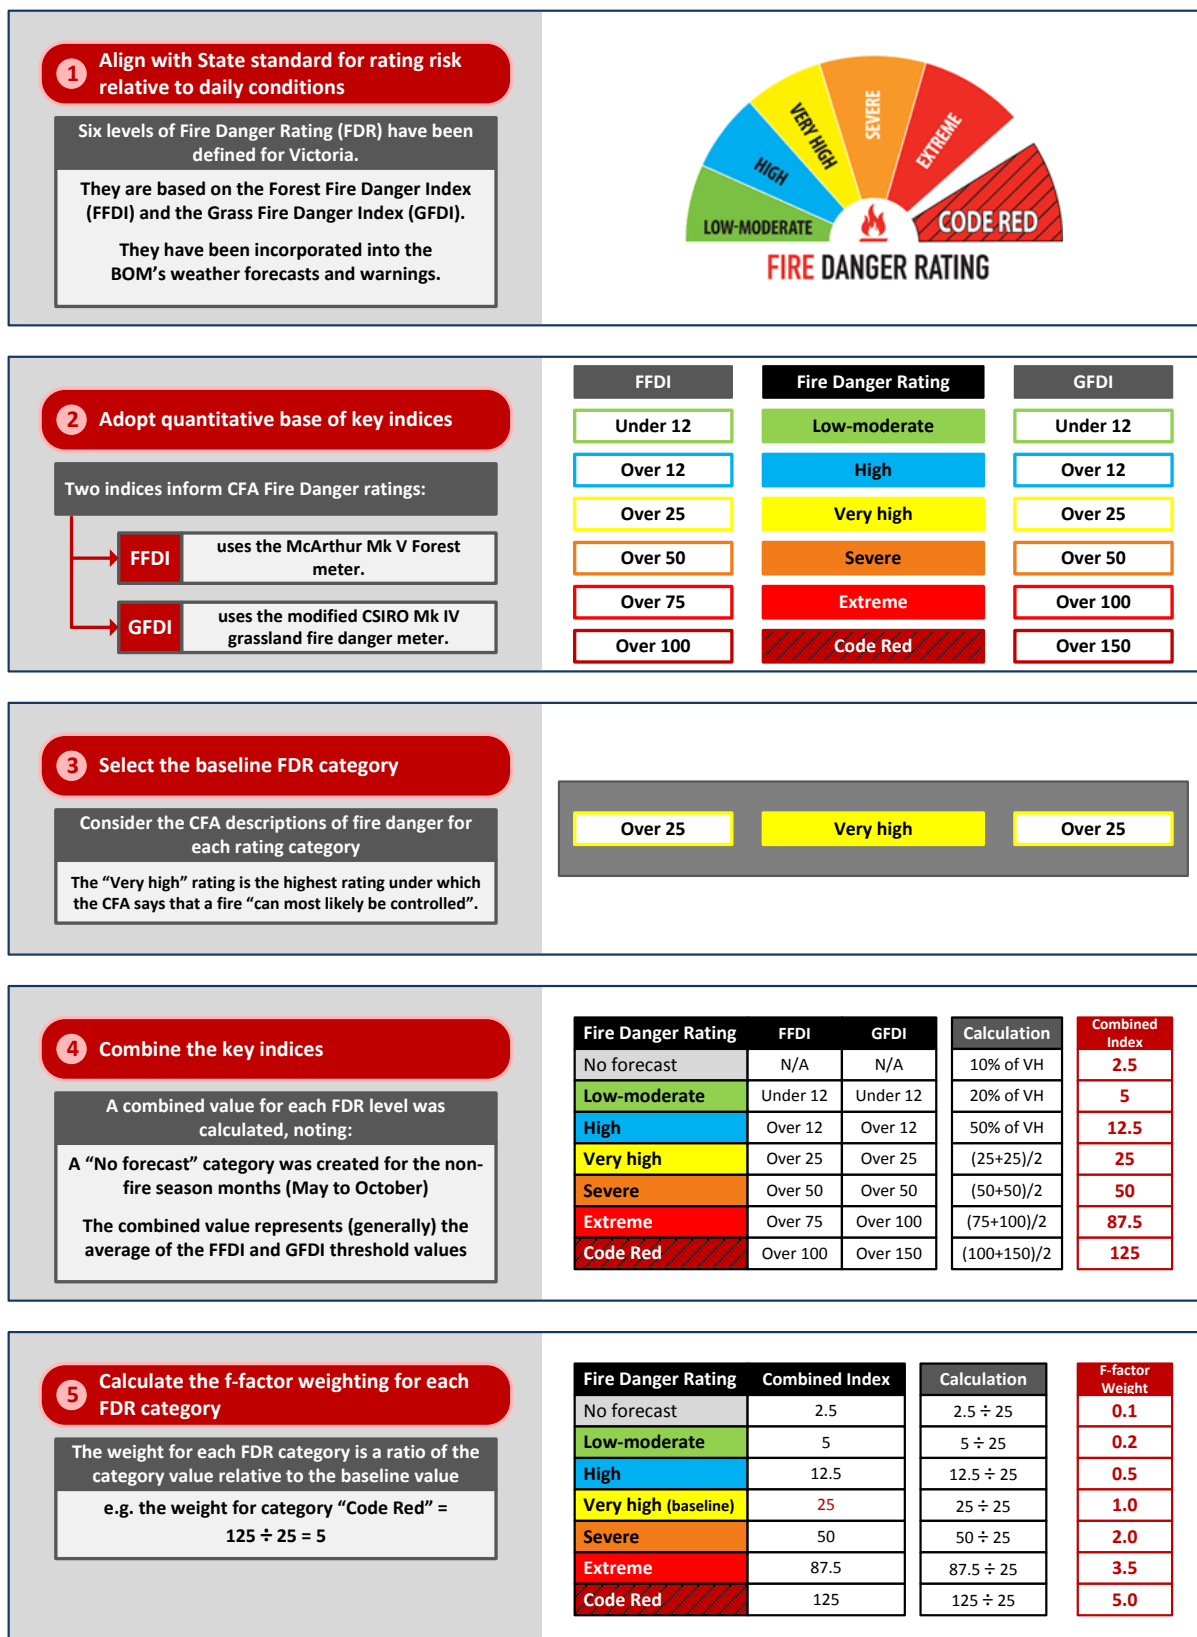 1 Align with State standard for rating risk
relative to daily conditions
Six levels of Fire Danger Rating (FDR) have been
defined for Victoria.
They are based on the Forest Fire Danger Index
(FFDI) and the Grass Fire Danger Index (GFDI).
They have been incorporated into the
BOM’s weather forecasts and warnings.
LOW-MODERATE
HIGH
VERY HIGH
SEVERE
EXTREME
CODE RED
FIRE DANGER RATING
2 Adopt quantitative base of key indices
Two indices inform CFA Fire Danger ratings:
FFDI uses the McArthur Mk V Forest
meter.
GFDI uses the modified CSIRO Mk IV
grassland fire danger meter.
FFDI Fire Danger Rating GFDI
Under 12 Low-moderate Under 12
Over 12 High Over 12
Over 25 Very high Over 25
Over 50 Severe Over 50
Over 75 Extreme Over 100
Over 100 Code Red Over 150
3 Select the baseline FDR category
Consider the CFA descriptions of fire danger for
each rating category
The “Very high” rating is the highest rating under which
the CFA says that a fire “can most likely be controlled”.
Over 25 Very high Over 25
4 Combine the key indices
A combined value for each FDR level was
calculated, noting:
A “No forecast” category was created for the non-
fire season months (May to October)
The combined value represents (generally) the
average of the FFDI and GFDI threshold values
Fire Danger Rating FFDI GFDI Calculation Combined
Index
No forecast N/A N/A 10% of VH 2.5
Low-moderate Under 12 Under 12 20% of VH 5
High Over 12 Over 12 50% of VH 12.5
Very high Over 25 Over 25 (25+25)/2 25
Severe Over 50 Over 50 (50+50)/2 50
Extreme Over 75 Over 100 (75+100)/2 87.5
Code Red Over 100 Over 150 (100+150)/2 125
5 Calculate the f-factor weighting for each
FDR category
The weight for each FDR category is a ratio of the
category value relative to the baseline value
e.g. the weight for category “Code Red” =
125 ÷ 25 = 5
Fire Danger Rating Combined Index Calculation F-factor
Weight
No forecast 2.5 2.5 ÷ 25 0.1
Low-moderate 5 5 ÷ 25 0.2
High 12.5 12.5 ÷ 25 0.5
Very high (baseline) 25 25 ÷ 25 1.0
Severe 50 50 ÷ 25 2.0
Extreme 87.5 87.5 ÷ 25 3.5
Code Red 125 125 ÷ 25 5.0